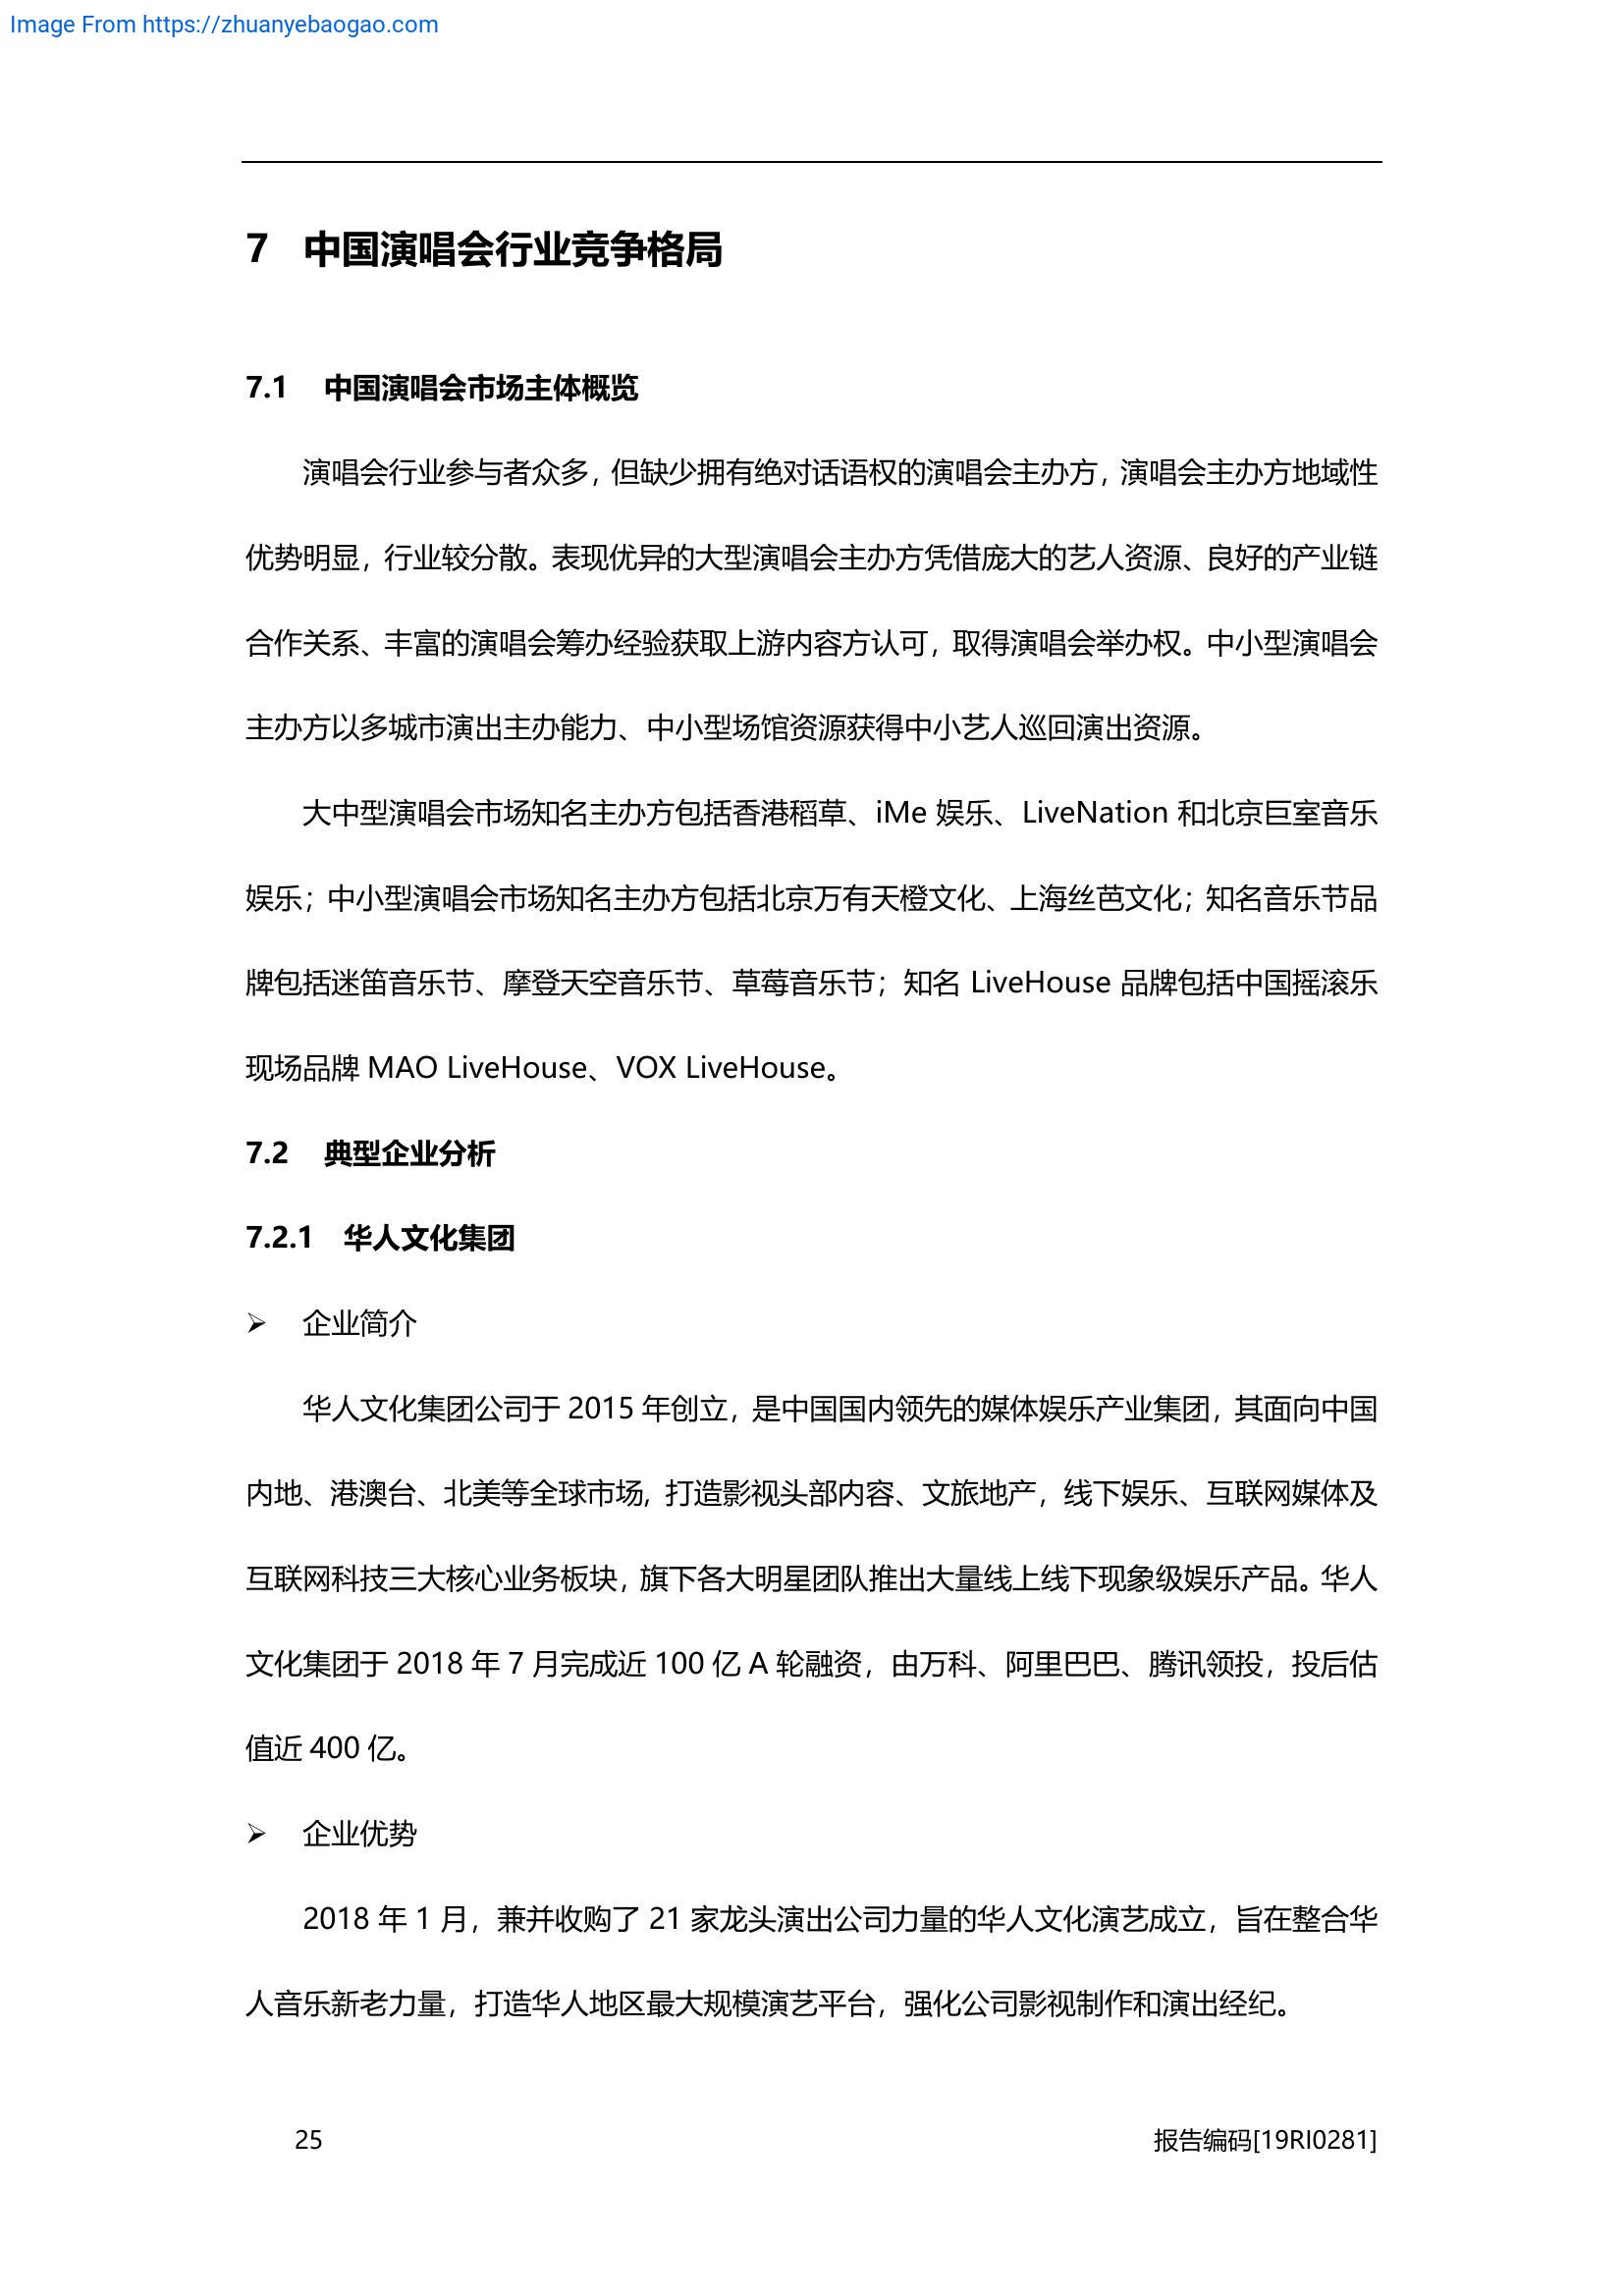 Image From https://zhuanyebaogao.com
7 中国演唱会行业竞争格局
7.1 中国演唱会市场主体概览
演唱会行业参与者众多，但缺少拥有绝对话语权的演唱会主办方，演唱会主办方地域性
优势明显，行业较分散。表现优异的大型演唱会主办方凭借庞大的艺人资源、良好的产业链
合作关系、丰富的演唱会筹办经验获取上游内容方认可，取得演唱会举办权。中小型演唱会
主办方以多城市演出主办能力、中小型场馆资源获得中小艺人巡回演出资源。
大中型演唱会市场知名主办方包括香港稻草、iMe 娱乐、LiveNation 和北京巨室音乐
娱乐；中小型演唱会市场知名主办方包括北京万有天橙文化、上海丝芭文化；知名音乐节品
牌包括迷笛音乐节、摩登天空音乐节、草莓音乐节；知名 LiveHouse 品牌包括中国摇滚乐
现场品牌 MAO LiveHouse、VOX LiveHouse。
7.2 典型企业分析
7.2.1 华人文化集团
➢ 企业简介
华人文化集团公司于 2015 年创立，是中国国内领先的媒体娱乐产业集团，其面向中国
内地、港澳台、北美等全球市场，打造影视头部内容、文旅地产，线下娱乐、互联网媒体及
互联网科技三大核心业务板块，旗下各大明星团队推出大量线上线下现象级娱乐产品。华人
文化集团于 2018 年 7 月完成近 100 亿 A 轮融资，由万科、阿里巴巴、腾讯领投，投后估
值近 400 亿。
➢ 企业优势
2018 年 1 月，兼并收购了 21 家龙头演出公司力量的华人文化演艺成立，旨在整合华
人音乐新老力量，打造华人地区最大规模演艺平台，强化公司影视制作和演出经纪。
25 报告编码[19RI0281]